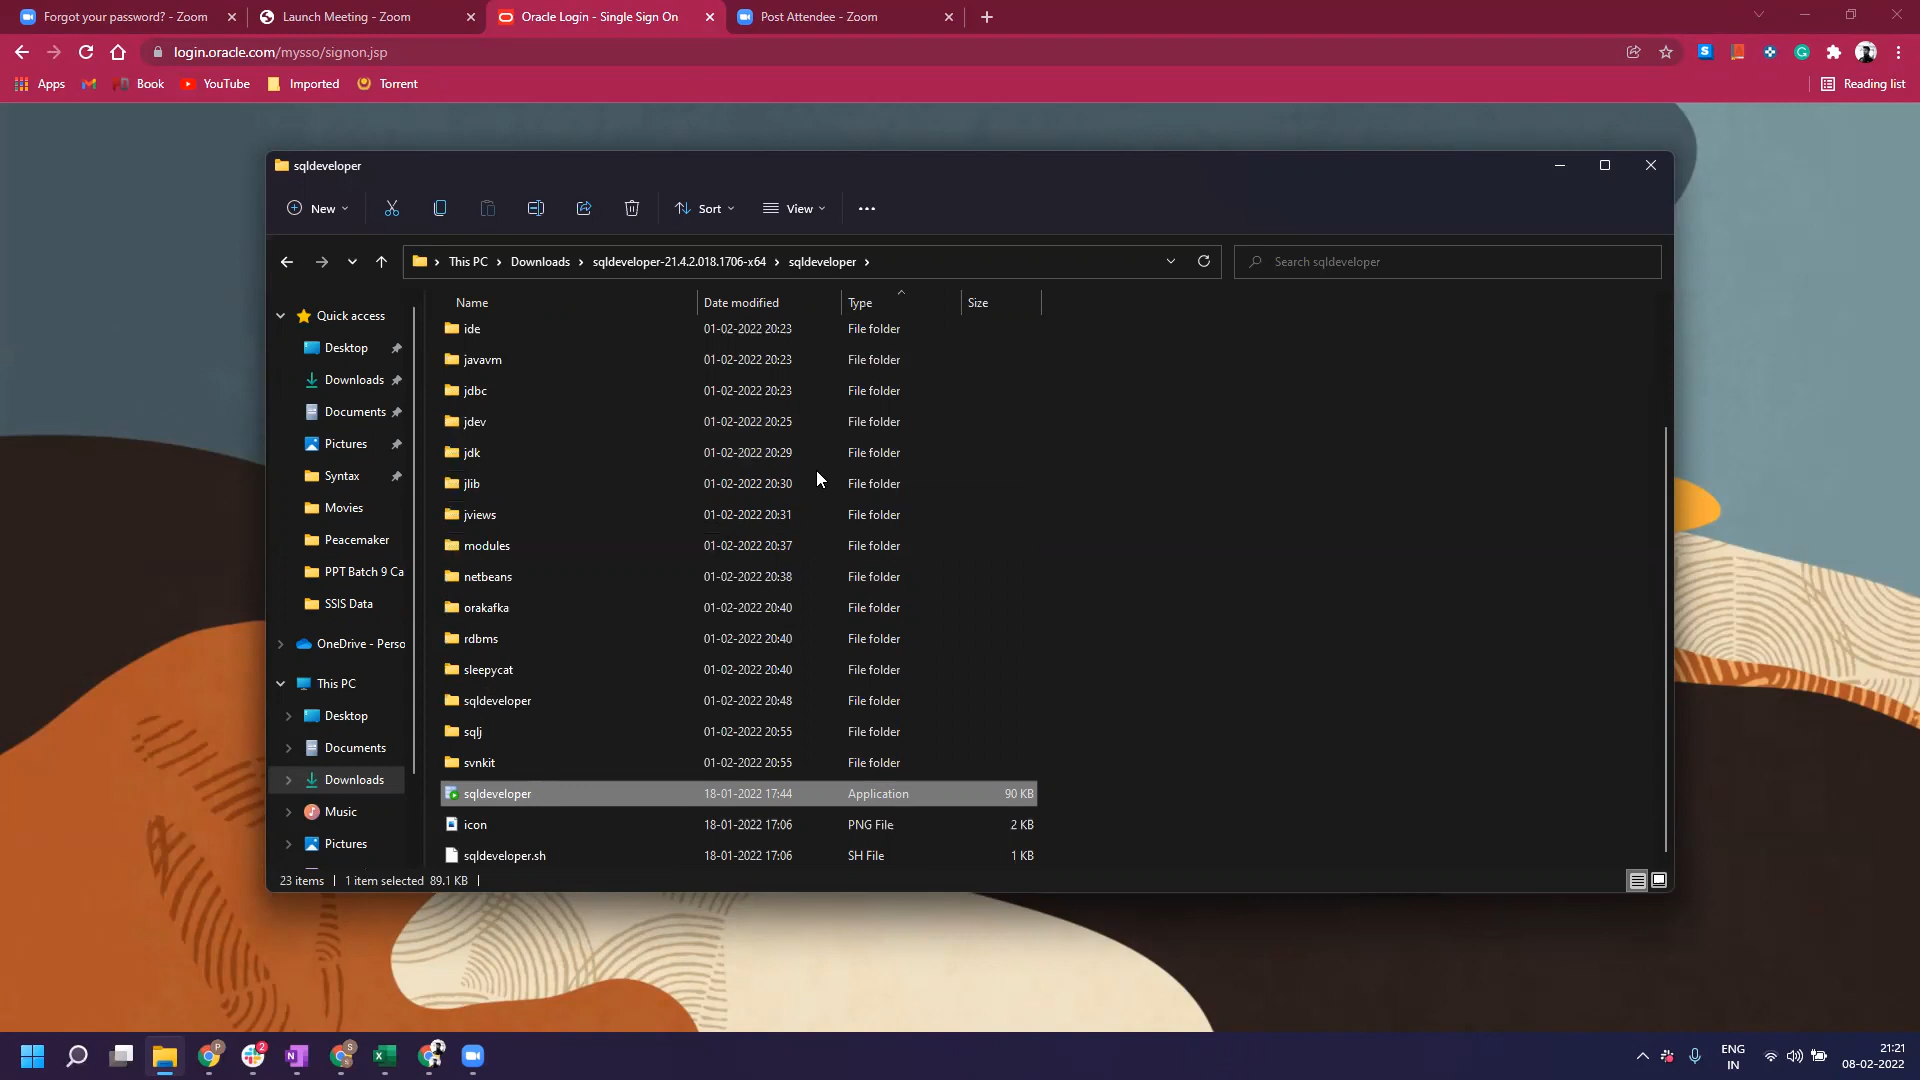 Forgot your password? - Zoom
Launch Meeting - Zoom
Oracle Login - Single Sign On
Post Attendee - Zoom
login.oracle.com/mysso/signon.jsp
Apps
Book
YouTube
Imported
Torrent
Reading list
sqldeveloper
New
Sort
View
This PC > Downloads > sqldeveloper-21.4.2.018.1706-x64 > sqldeveloper >
Search sqldeveloper
Name Date modified Type Size
Quick access
Desktop
Downloads
Documents
Pictures
Syntax
Movies
Peacemaker
PPT Batch 9 Ca
SSIS Data
OneDrive - Perso
This PC
Desktop
Documents
Downloads
Music
Pictures
ide 01-02-2022 20:23 File folder
javavm 01-02-2022 20:23 File folder
jdbc 01-02-2022 20:23 File folder
jdev 01-02-2022 20:25 File folder
jdk 01-02-2022 20:29 File folder
jlib 01-02-2022 20:30 File folder
jviews 01-02-2022 20:31 File folder
modules 01-02-2022 20:37 File folder
netbeans 01-02-2022 20:38 File folder
orakafka 01-02-2022 20:40 File folder
rdbms 01-02-2022 20:40 File folder
sleepycat 01-02-2022 20:40 File folder
sqldeveloper 01-02-2022 20:48 File folder
sqlj 01-02-2022 20:55 File folder
svnkit 01-02-2022 20:55 File folder
sqldeveloper 18-01-2022 17:44 Application 90 KB
icon 18-01-2022 17:06 PNG File 2 KB
sqldeveloper.sh 18-01-2022 17:06 SH File 1 KB
23 items 1 item selected 89.1 KB
P
2
N
S
ENG
IN
21:21
08-02-2022